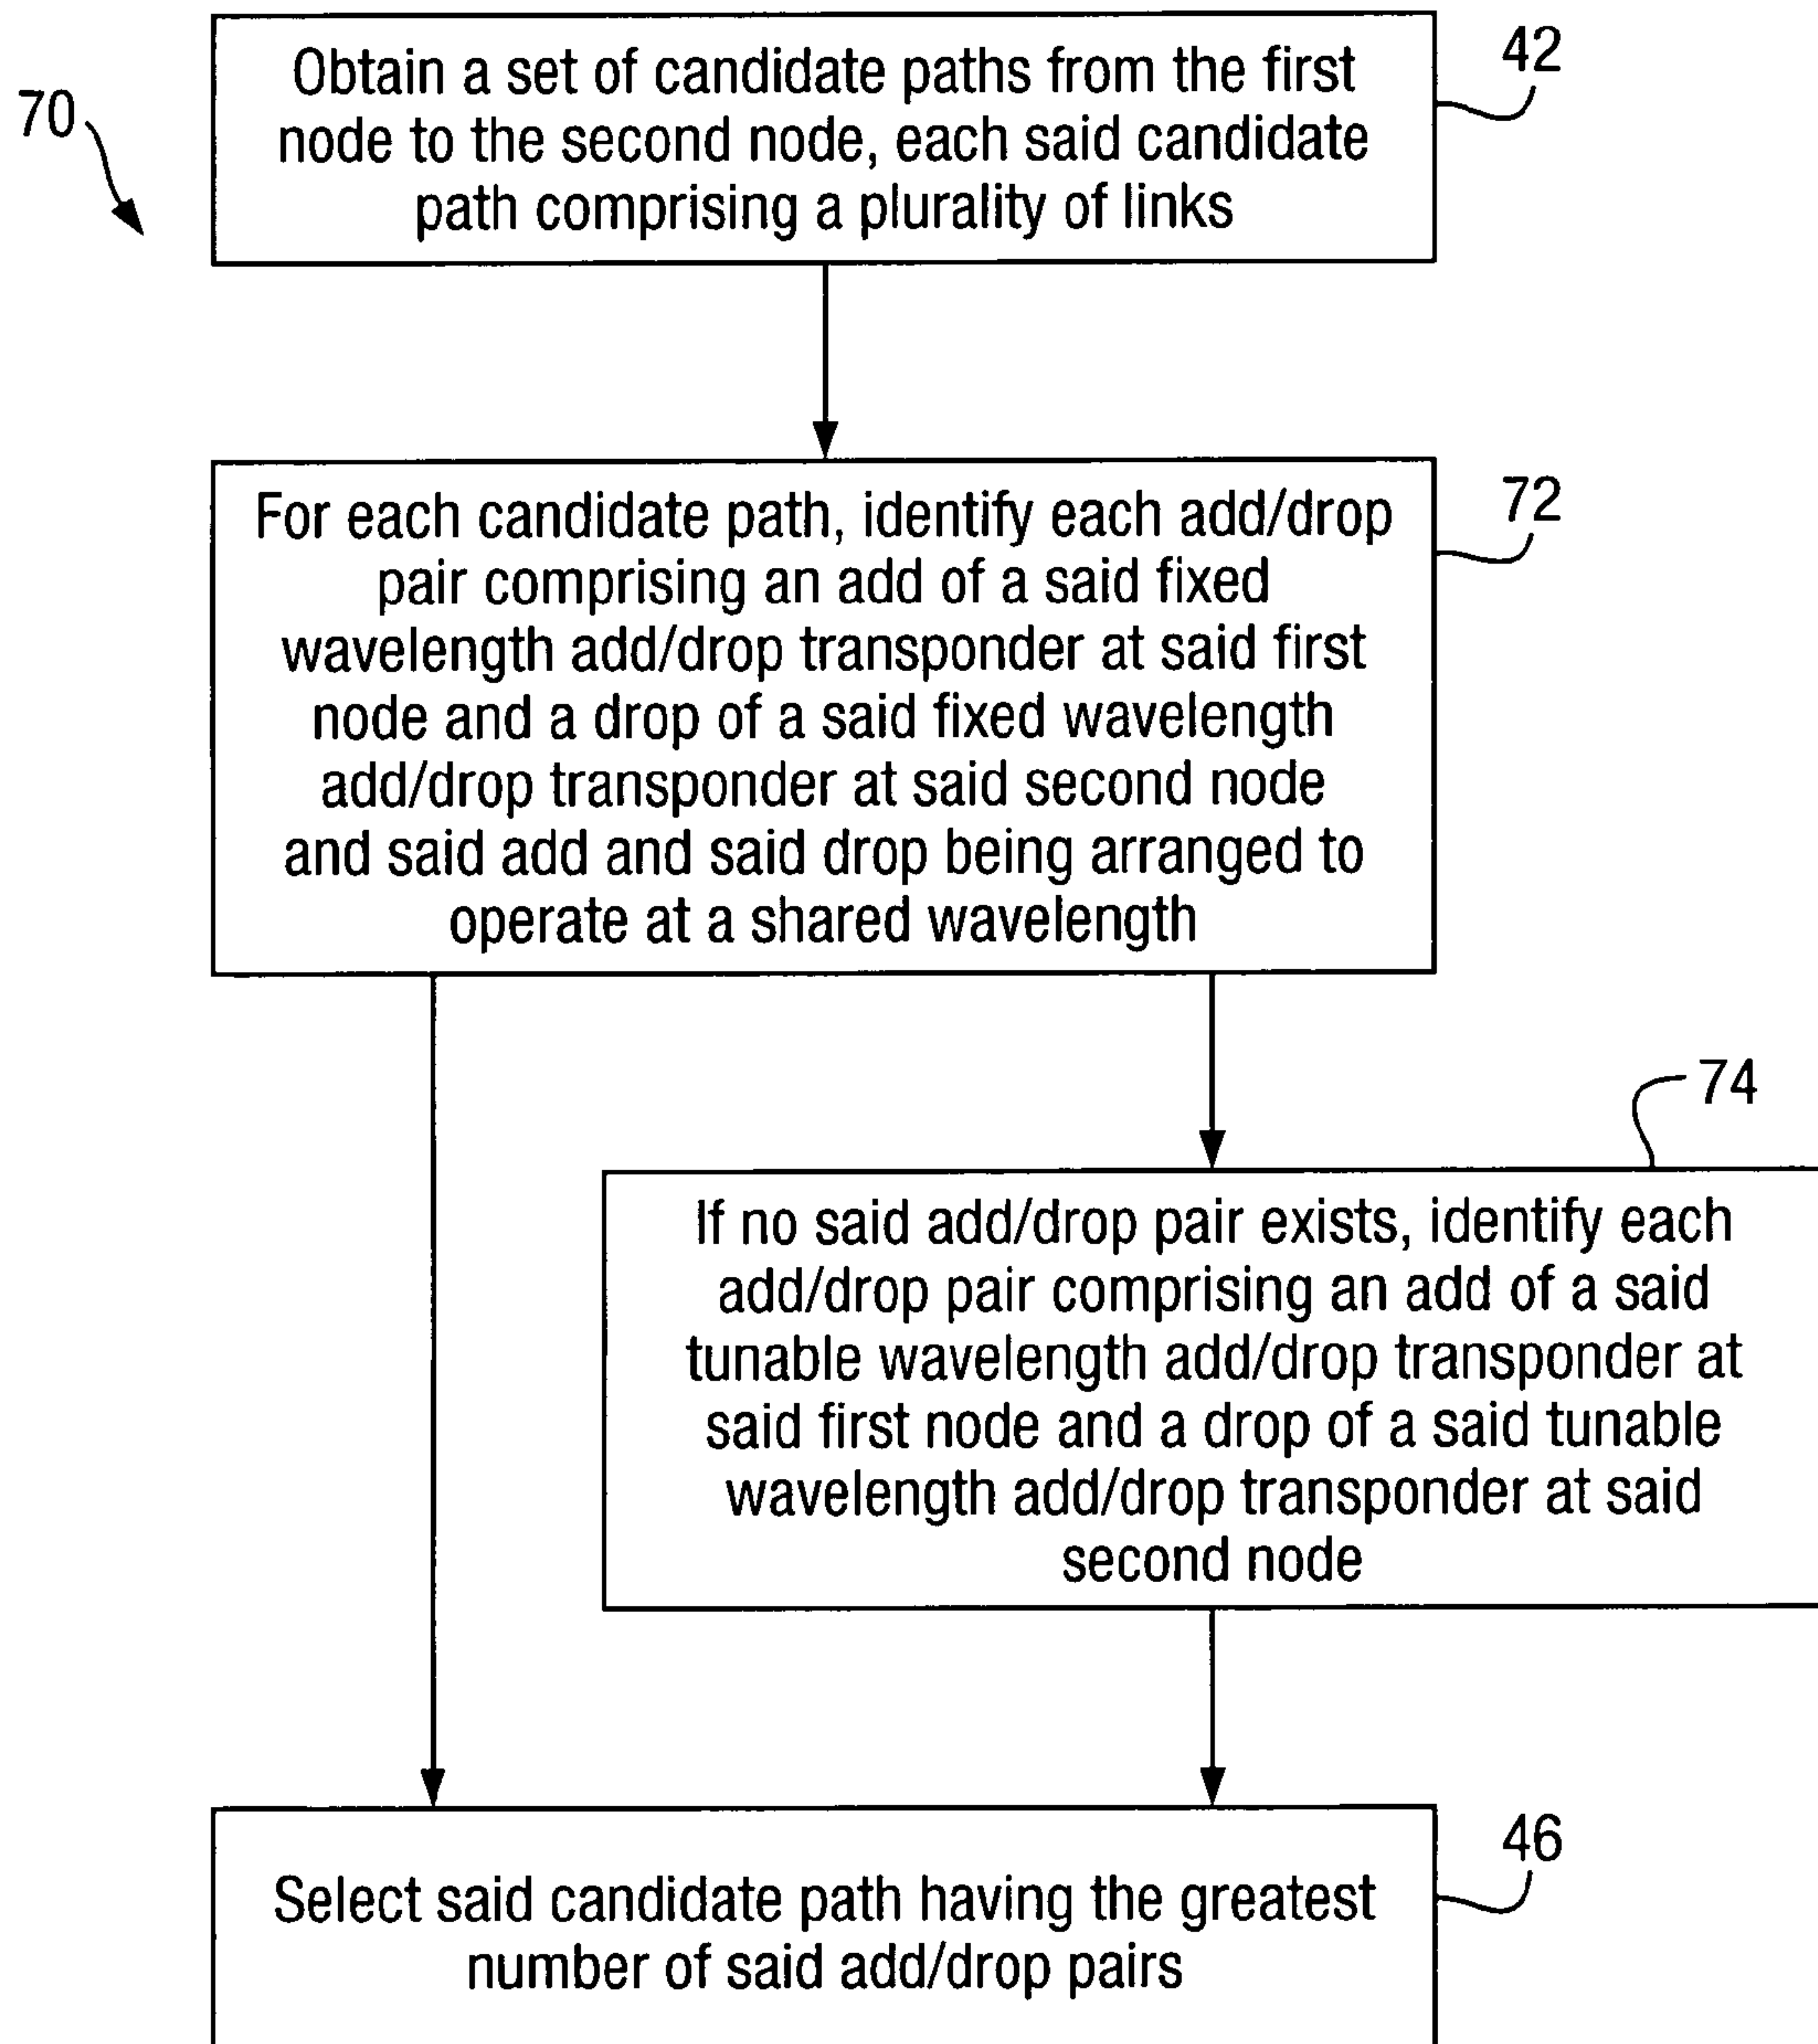 70
Obtain a set of candidate paths from the first
node to the second node, each said candidate
path comprising a plurality of links
42
For each candidate path, identify each add/drop
pair comprising an add of a said fixed
wavelength add/drop transponder at said first
node and a drop of a said fixed wavelength
add/drop transponder at said second node
and said add and said drop being arranged to
operate at a shared wavelength
72
74
If no said add/drop pair exists, identify each
add/drop pair comprising an add of a said
tunable wavelength add/drop transponder at
said first node and a drop of a said tunable
wavelength add/drop transponder at said
second node
Select said candidate path having the greatest
number of said add/drop pairs
46